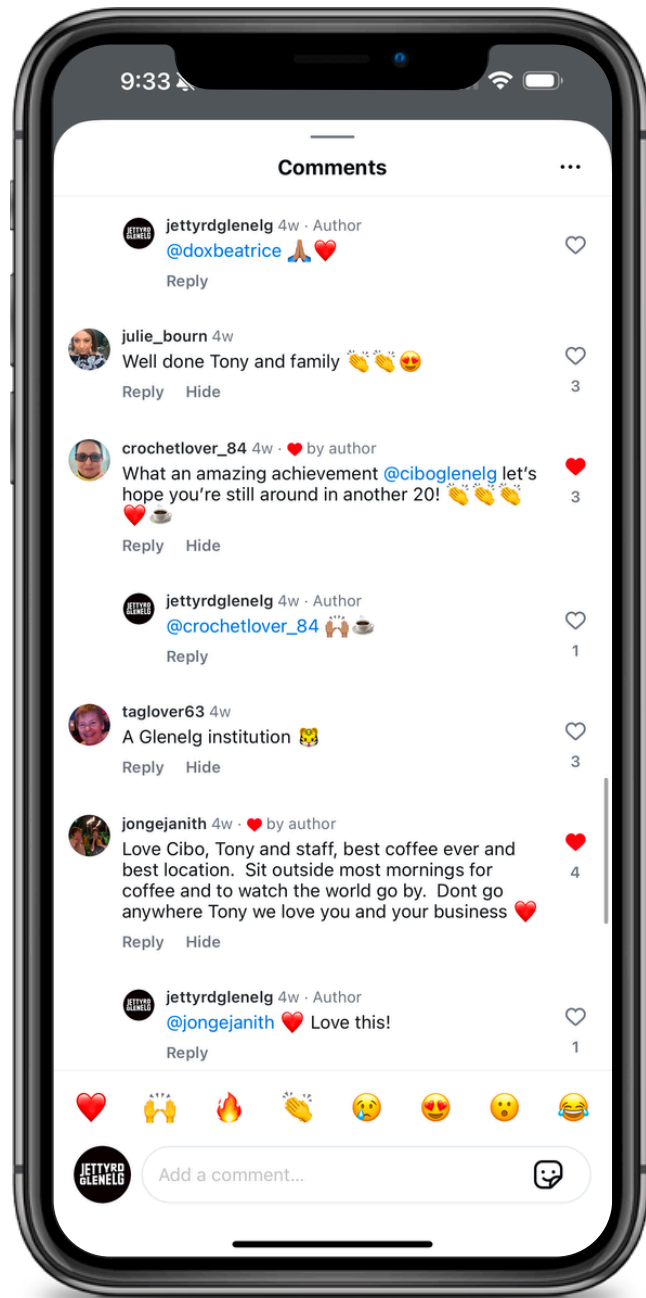 9:33
Comments
jettyrdglenelg 4w · Author
@doxbeatrice 🙏🏽❤️
Reply
julie_bourn 4w
Well done Tony and family 👏👏😍
Reply Hide
3
crochetlover_84 4w · ❤️ by author
What an amazing achievement @ciboglenelg let's
hope you're still around in another 20! 👏👏👏
❤️☕
Reply Hide
3
jettyrdglenelg 4w · Author
@crochetlover_84 🙌🏽☕
Reply
1
taglover63 4w
A Glenelg institution 🐯
Reply Hide
3
jongejanith 4w · ❤️ by author
Love Cibo, Tony and staff, best coffee ever and
best location.  Sit outside most mornings for
coffee and to watch the world go by.  Dont go
anywhere Tony we love you and your business ❤️
Reply Hide
4
jettyrdglenelg 4w · Author
@jongejanith ❤️ Love this!
Reply
1
❤️ 🙌 🔥 👏 😢 😍 😮 😂
JETTYRD
GLENELG
Add a comment...